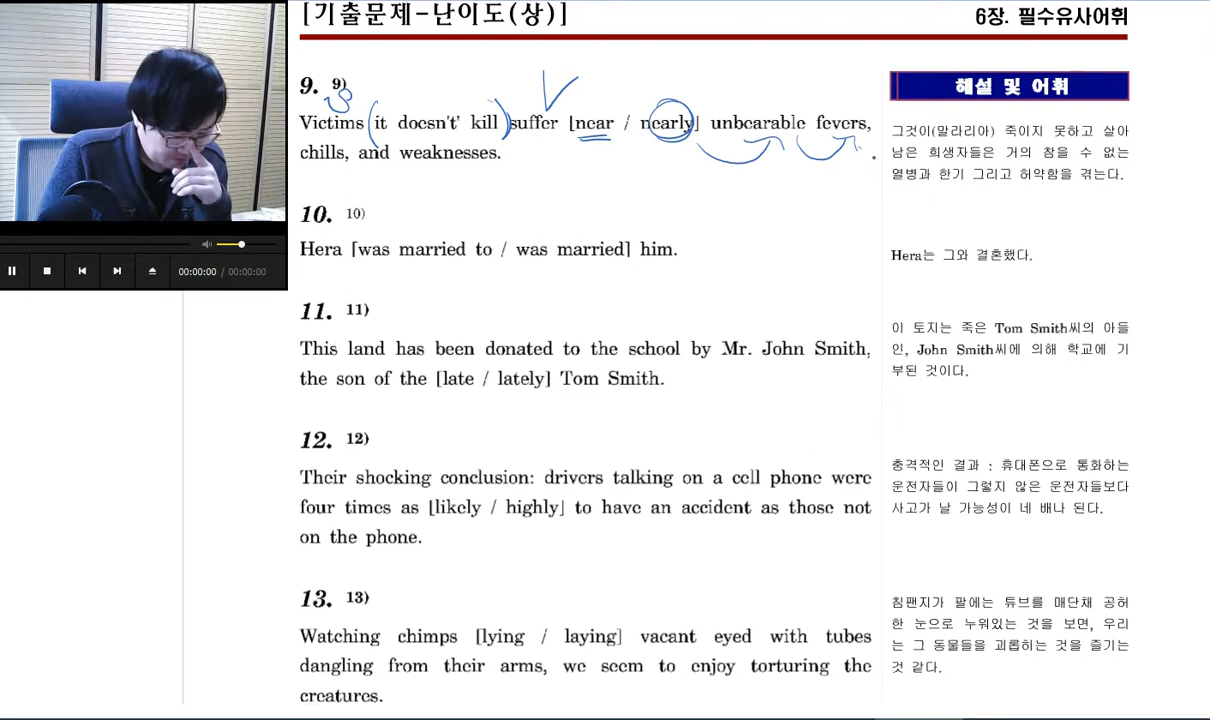 [기출문제-난이도(상)]
6장. 필수유사어휘
9. 9)
Victims it doesn't' kill suffer [near / nearly] unbearable fevers,
chills, and weaknesses.
10. 10)
Hera [was married to / was married] him.
11. 11)
This land has been donated to the school by Mr. John Smith,
the son of the [late / lately] Tom Smith.
12. 12)
Their shocking conclusion: drivers talking on a cell phone were
four times as [likely / highly] to have an accident as those not
on the phone.
13. 13)
Watching chimps [lying / laying] vacant eyed with tubes
dangling from their arms, we seem to enjoy torturing the
creatures.
해설 및 어휘
그것이(말라리아) 죽이지 못하고 살아
남은 희생자들은 거의 참을 수 없는
열병과 한기 그리고 허약함을 겪는다.
Hera는 그와 결혼했다.
이 토지는 죽은 Tom Smith씨의 아들
인, John Smith씨에 의해 학교에 기
부된 것이다.
충격적인 결과 : 휴대폰으로 통화하는
운전자들이 그렇지 않은 운전자들보다
사고가 날 가능성이 네 배나 된다.
침팬지가 팔에는 튜브를 매단채 공허
한 눈으로 누워있는 것을 보면, 우리
는 그 동물들을 괴롭히는 것을 즐기는
것 같다.
00:00:00 / 00:00:00